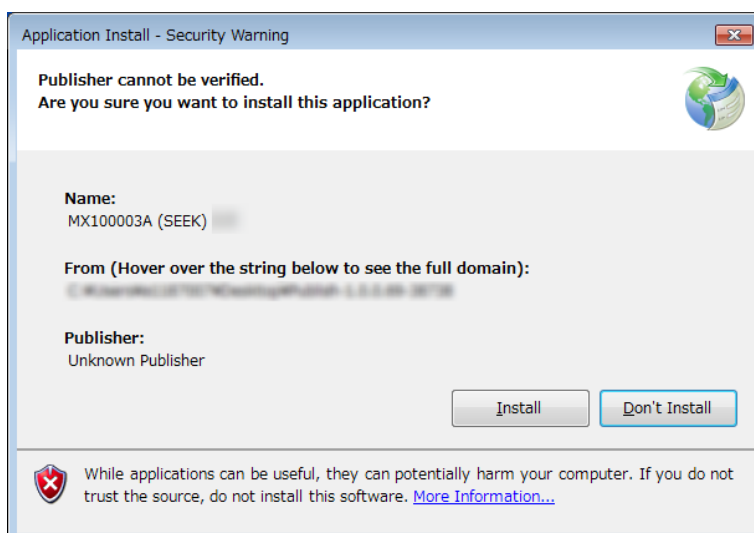 Application Install - Security Warning
Publisher cannot be verified.
Are you sure you want to install this application?
Name:
MX100003A (SEEK)
From (Hover over the string below to see the full domain):
Publisher:
Unknown Publisher
Install
Don't Install
While applications can be useful, they can potentially harm your computer. If you do not
trust the source, do not install this software. More Information...